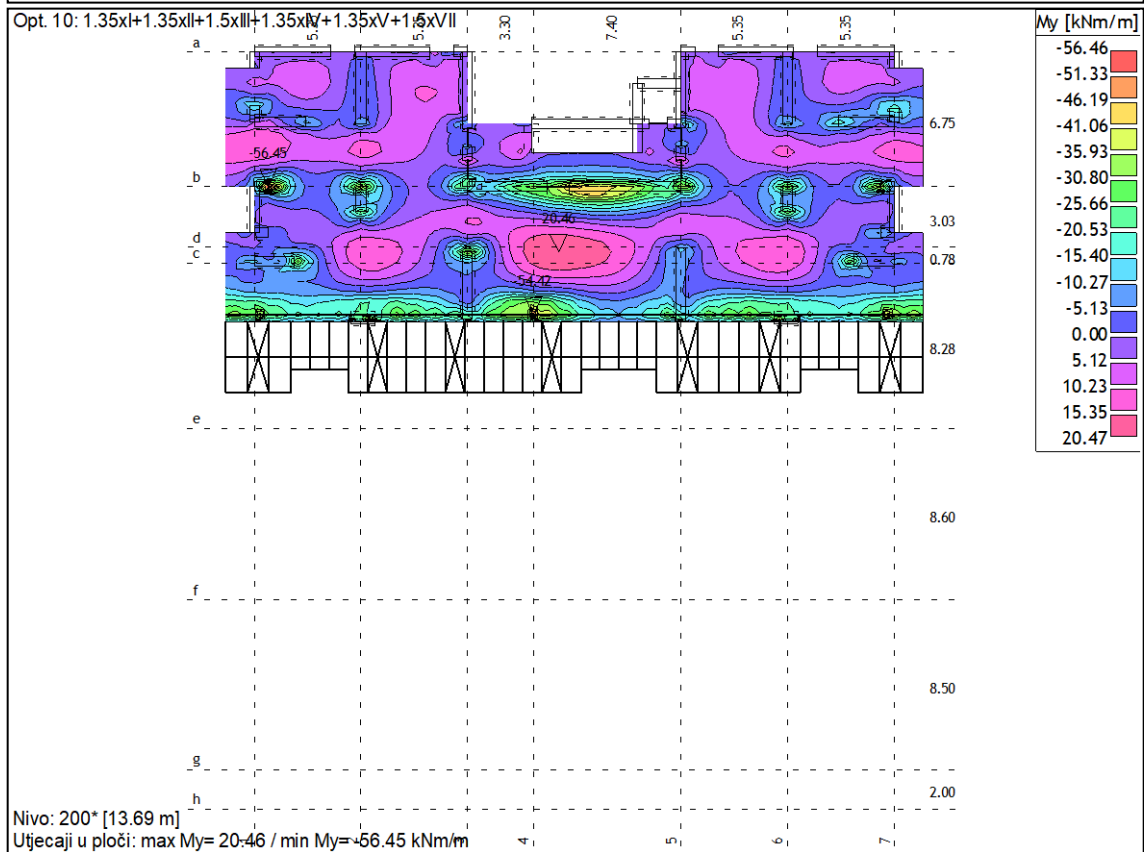 Opt. 10: 1.35xI+1.35xII+1.5xIII+1.35xIV+1.35xV+1.5xVII
3.30
7.40
5.35
5.35
My [kNm/m]
-56.46
-51.33
-46.19
-41.06
-35.93
-30.80
-25.66
-20.53
-15.40
-10.27
-5.13
0.00
5.12
10.23
15.35
20.47
a
6.75
-56.45
b
20.46
3.03
d
c
0.78
-54.42
8.28
e
8.60
f
8.50
g
h
2.00
4
5
6
7
Nivo: 200* [13.69 m]
Utjecaji u ploči: max My= 20.46 / min My= -56.45 kNm/m